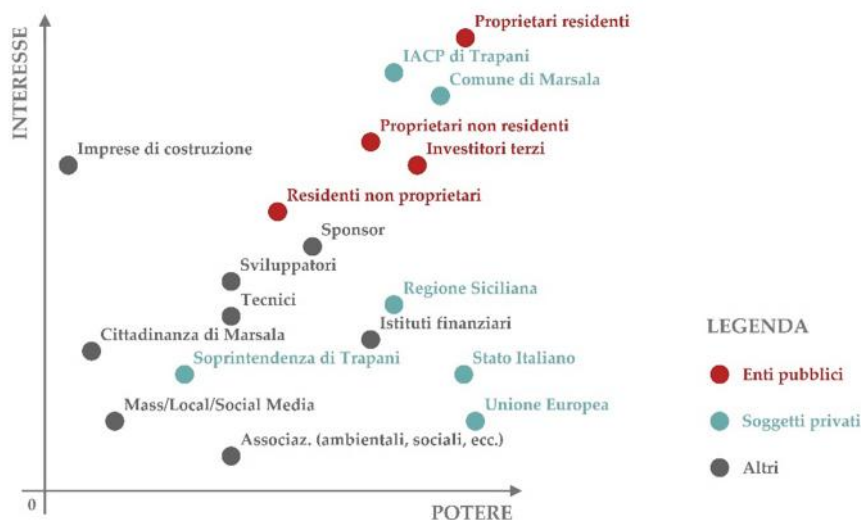 INTERESSE
Proprietari residenti
IACP di Trapani
Comune di Marsala
Proprietari non residenti
Imprese di costruzione
Investitori terzi
Residenti non proprietari
Sponsor
Sviluppatori
Regione Siciliana
Tecnici
Istituti finanziari
Cittadinanza di Marsala
Soprintendenza di Trapani
Stato Italiano
Mass/Local/Social Media
Unione Europea
Associaz. (ambientali, sociali, ecc.)
0
POTERE
LEGENDA
Enti pubblici
Soggetti privati
Altri